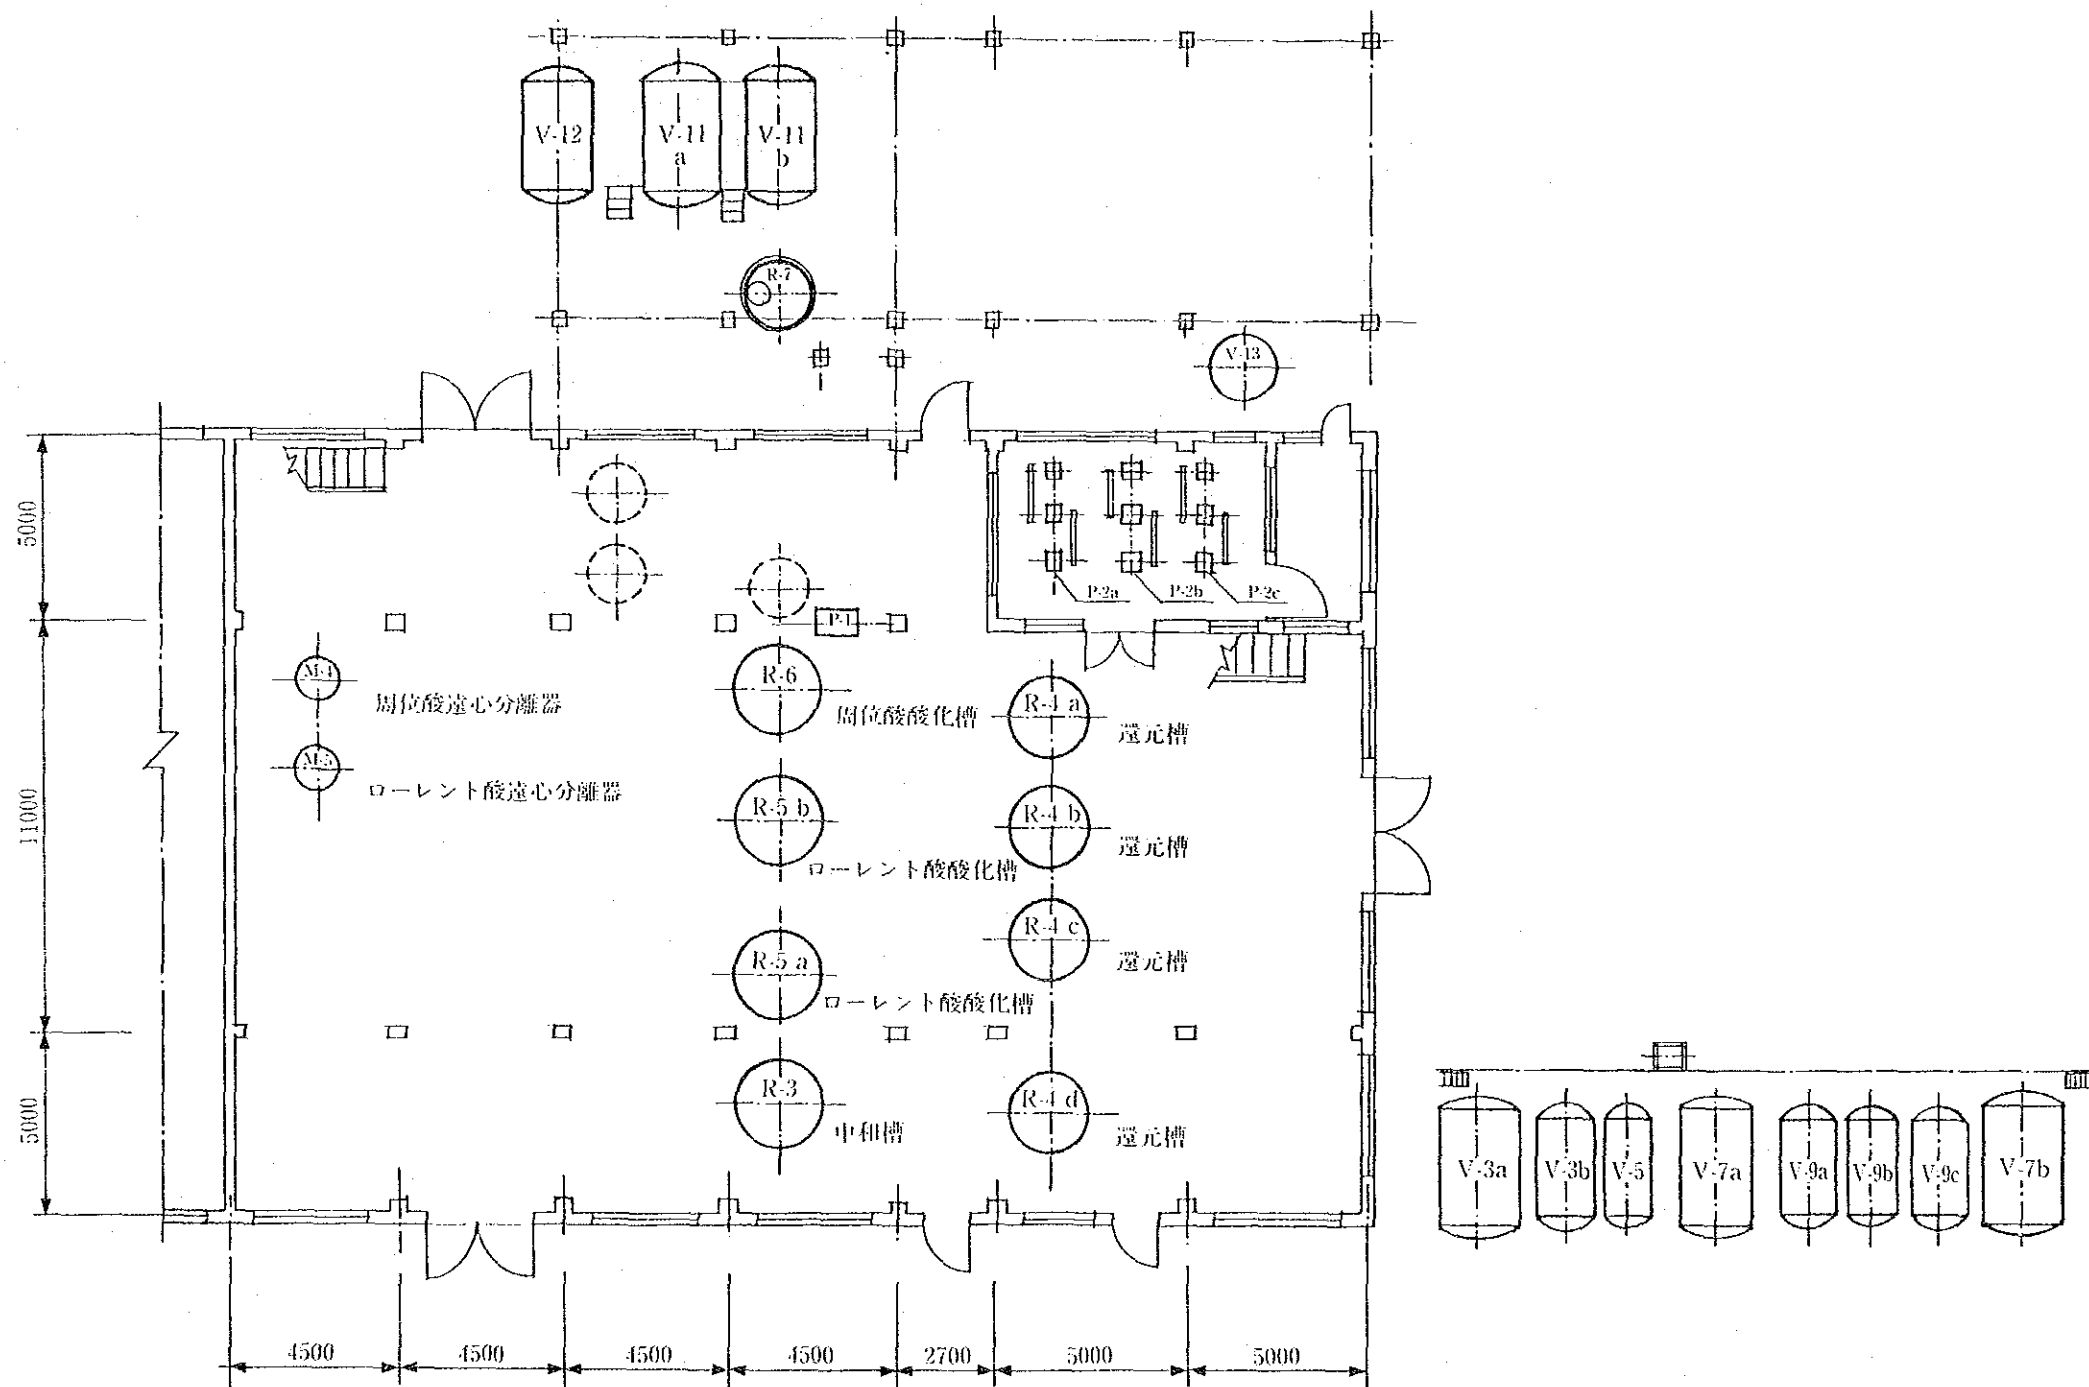 V-12
V-11
a
V-11
b
R-7
V-13
5000
P-2a
P-2b
P-2c
P-1
M-4
周位酸遠心分離器
R-6
周位酸酸化槽
R-4 a
還元槽
M-5
ローレント酸遠心分離器
11000
R-5 b
ローレント酸酸化槽
R-4 b
還元槽
R-5 a
ローレント酸酸化槽
R-4 c
還元槽
5000
R-3
中和槽
R-4 d
還元槽
V-3a
V-3b
V-5
V-7a
V-9a
V-9b
V-9c
V-7b
4500
4500
4500
4500
2700
5000
5000